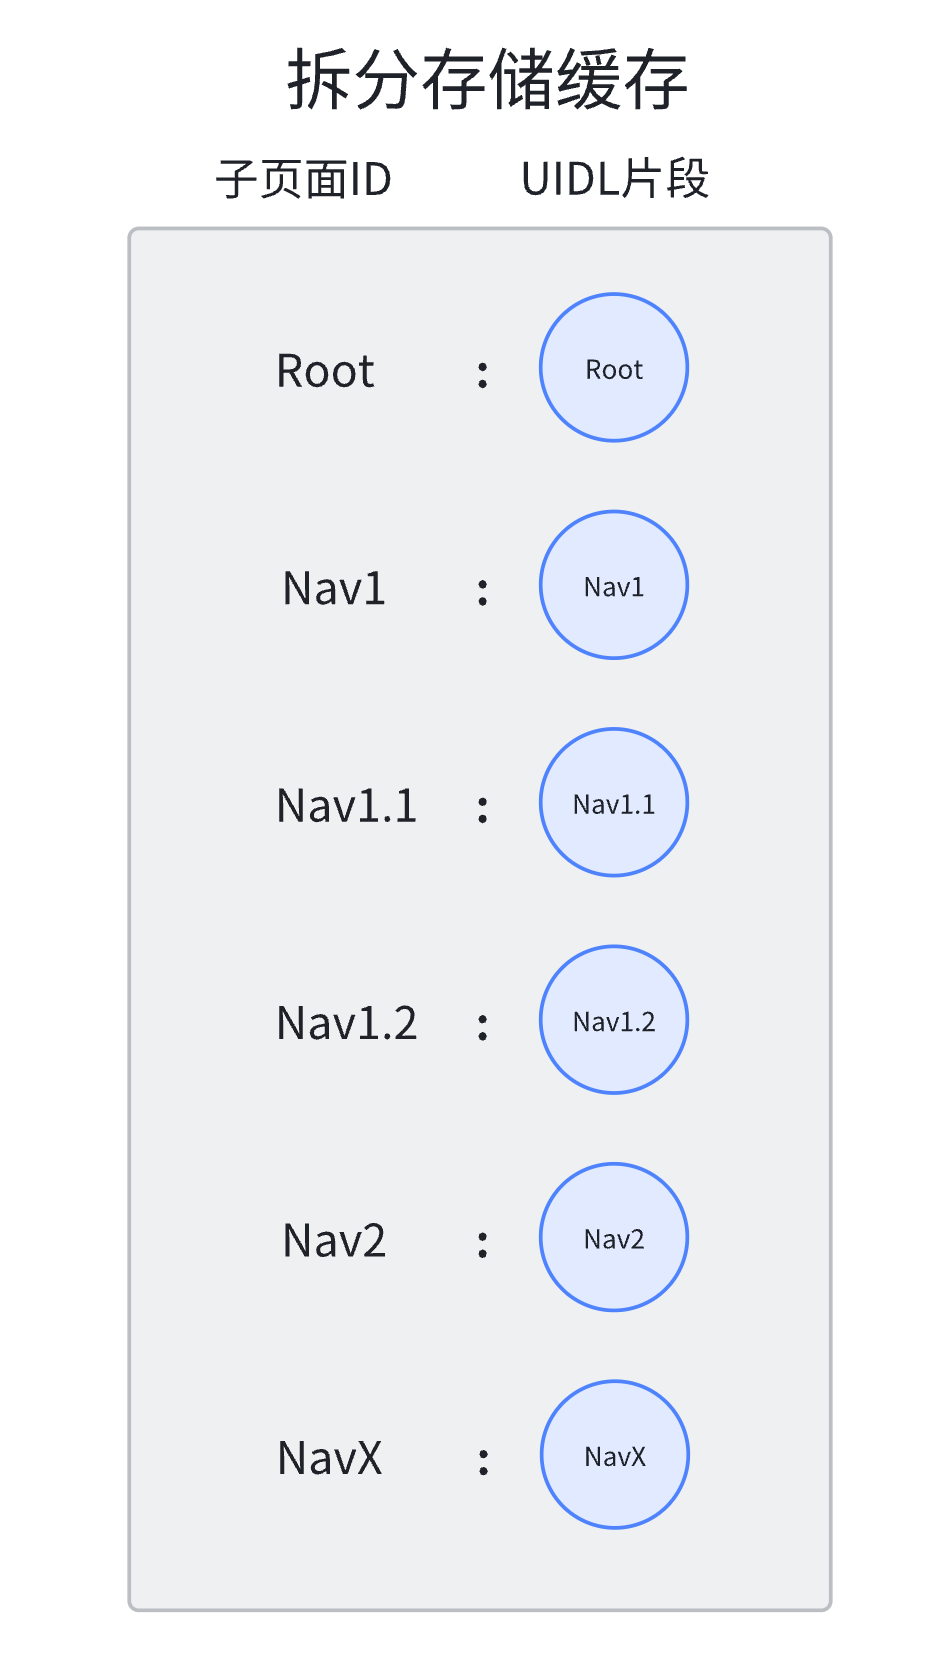 拆分存储缓存
子页面ID UIDL片段
Root : Root
Nav1 : Nav1
Nav1.1 : Nav1.1
Nav1.2 : Nav1.2
Nav2 : Nav2
NavX : NavX